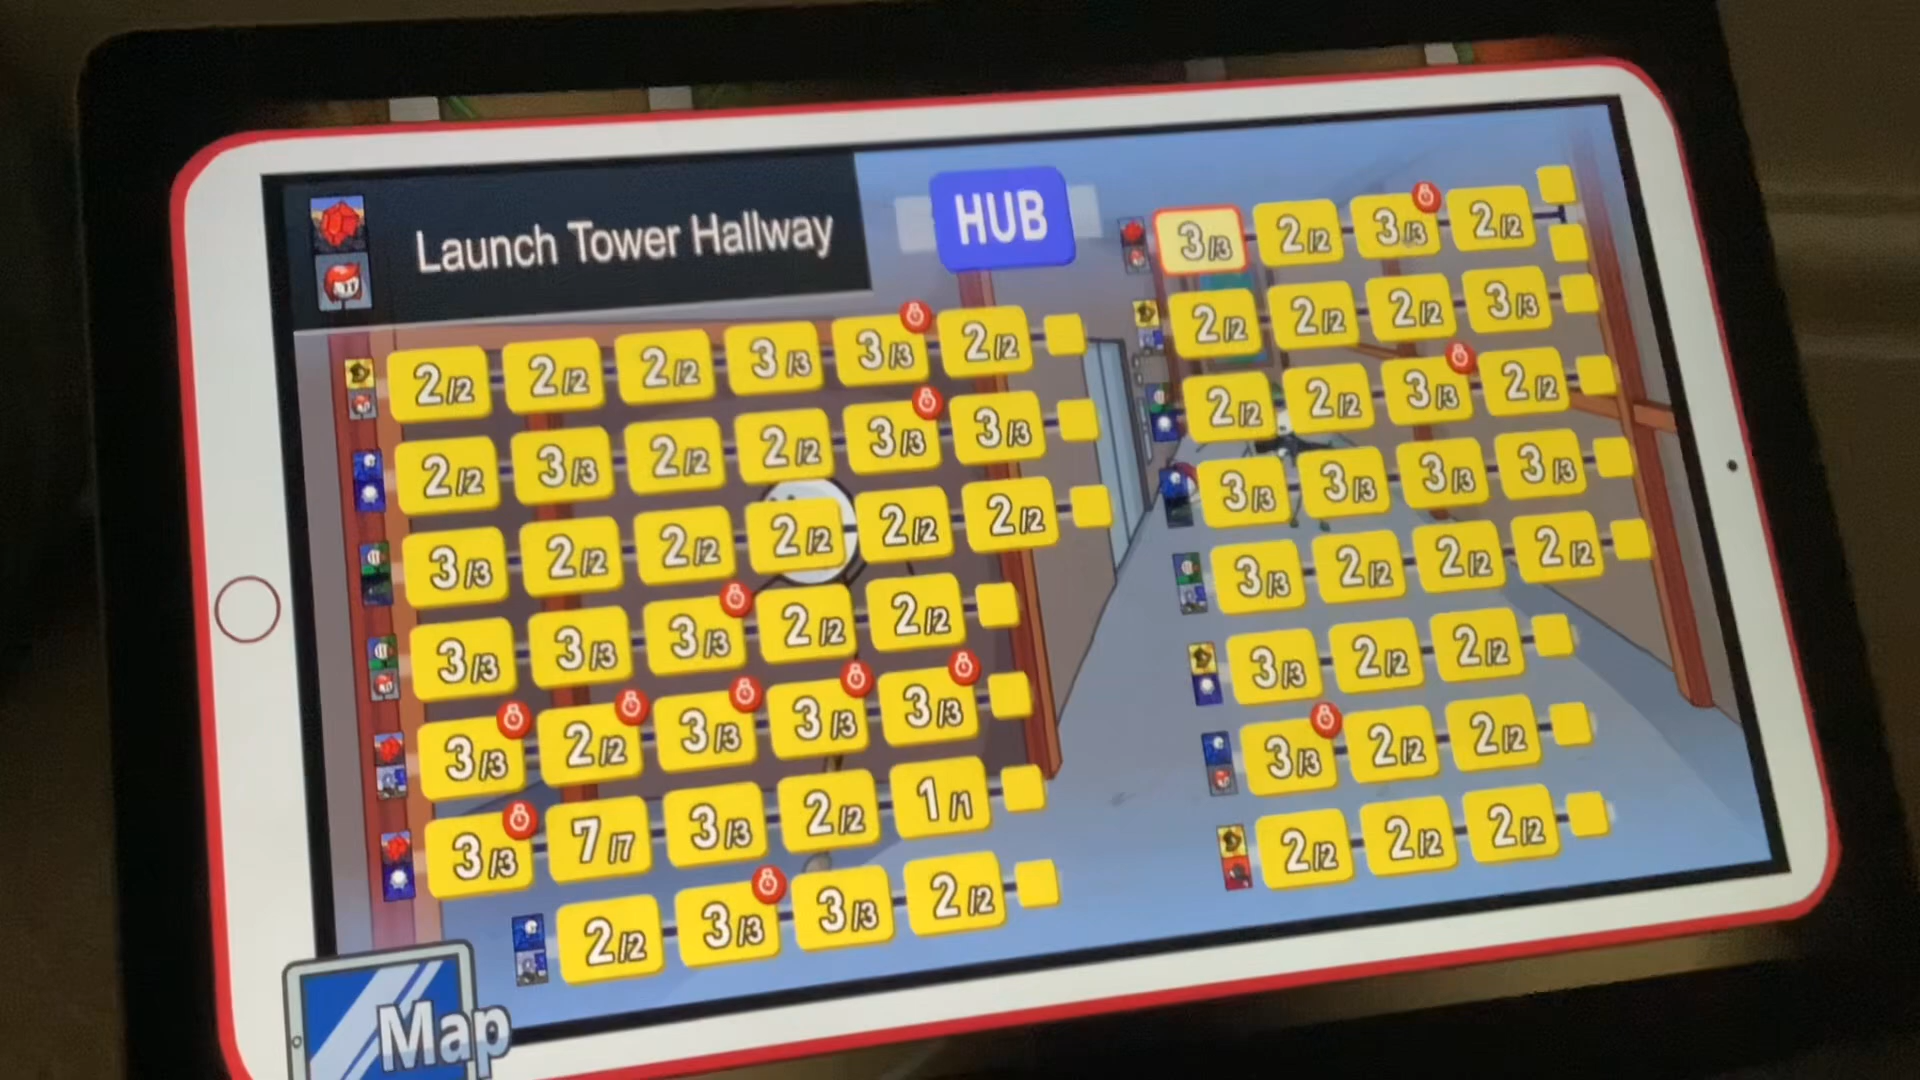 Launch Tower Hallway
HUB
2/2 2/2 2/2 3/3 3/3 2/2
2/2 3/3 2/2 2/2 3/3 3/3
3/3 2/2 2/2 2/2 2/2 2/2
3/3 3/3 3/3 2/2 2/2
3/3 2/2 3/3 3/3 3/3
3/3 7/7 3/3 2/2 1/1
2/2 3/3 3/3 2/2
3/3 2/2 3/3 2/2
2/2 2/2 2/2 3/3
2/2 2/2 3/3 2/2
3/3 3/3 3/3 3/3
3/3 2/2 2/2 2/2
3/3 2/2 2/2
3/3 2/2 2/2
2/2 2/2 2/2
Map